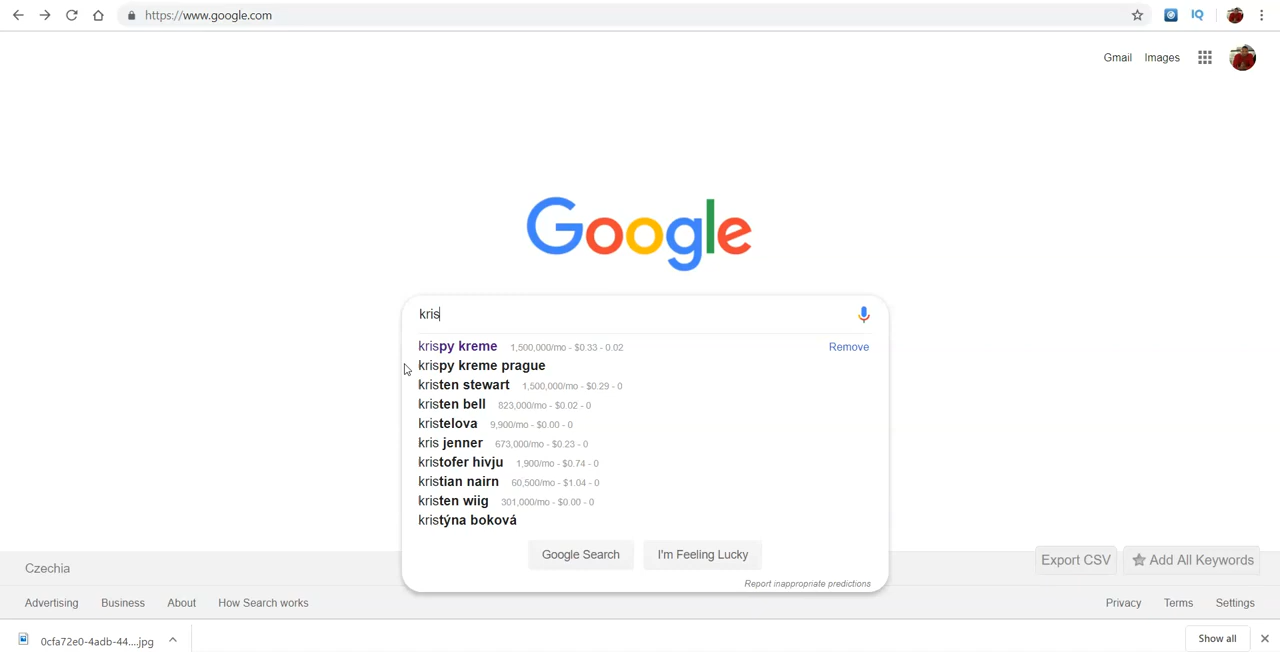 https://www.google.com
IQ
Gmail Images
Google
kris
krispy kreme 1,500,000/mo - $0.33 - 0.02 Remove
krispy kreme prague
kristen stewart 1,500,000/mo - $0.29 - 0
kristen bell 823,000/mo - $0.02 - 0
kristelova 9,900/mo - $0.00 - 0
kris jenner 673,000/mo - $0.23 - 0
kristofer hivju 1,900/mo - $0.74 - 0
kristian nairn 60,500/mo - $1.04 - 0
kristen wiig 301,000/mo - $0.00 - 0
kristýna boková
Google Search I'm Feeling Lucky
Report inappropriate predictions
Export CSV Add All Keywords
Czechia
Advertising Business About How Search works Privacy Terms Settings
0cfa72e0-4adb-44....jpg Show all